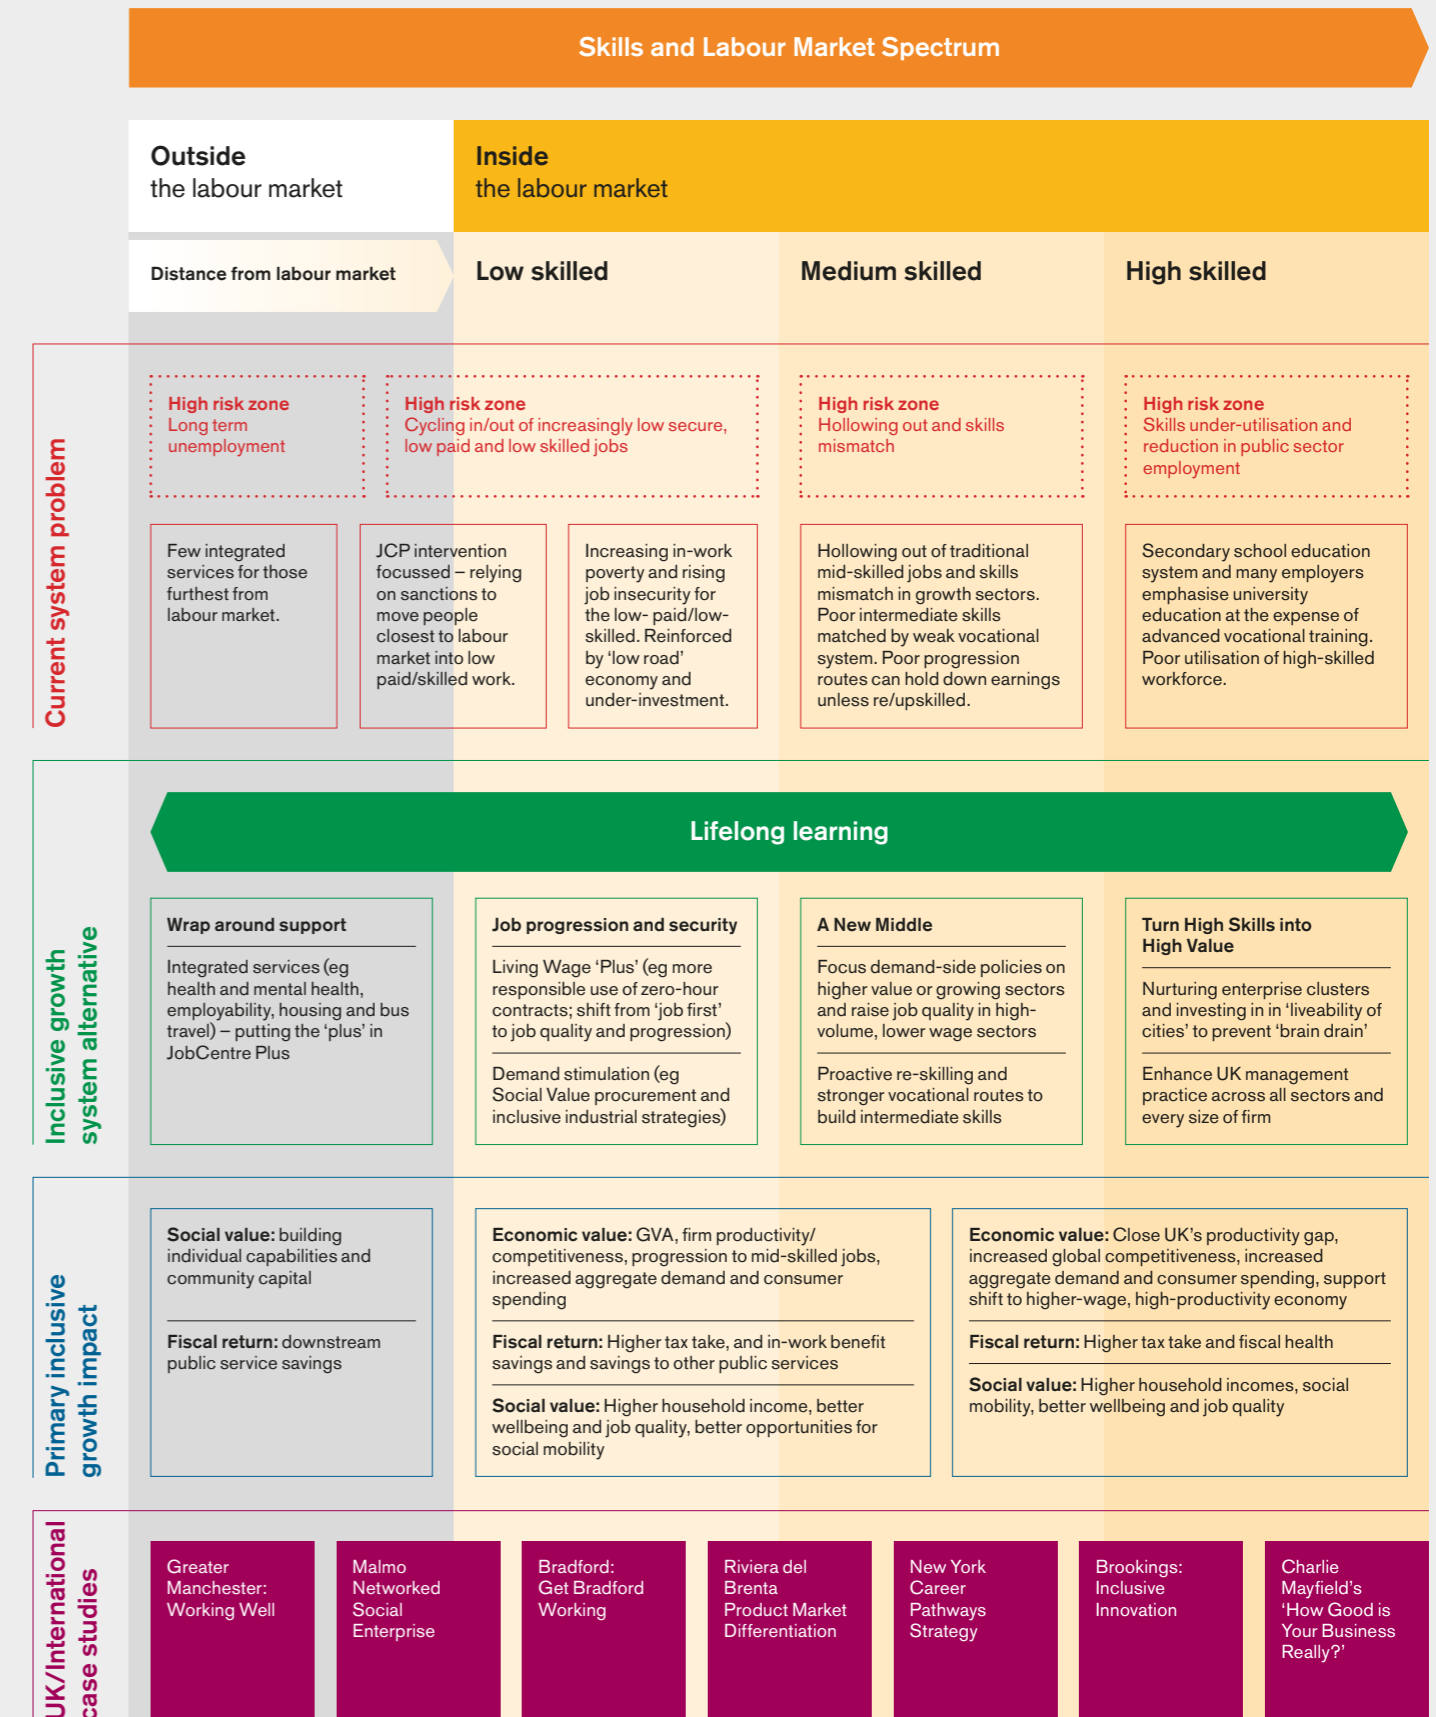 Skills and Labour Market Spectrum
Outside
the labour market
Inside
the labour market
Distance from labour market
Low skilled
Medium skilled
High skilled
Current system problem
High risk zone
Long term
unemployment
High risk zone
Cycling in/out of increasingly low secure,
low paid and low skilled jobs
High risk zone
Hollowing out and skills
mismatch
High risk zone
Skills under-utilisation and
reduction in public sector
employment
Few integrated
services for those
furthest from
labour market.
JCP intervention
focussed – relying
on sanctions to
move people
closest to labour
market into low
paid/skilled work.
Increasing in-work
poverty and rising
job insecurity for
the low- paid/low-
skilled. Reinforced
by ‘low road’
economy and
under-investment.
Hollowing out of traditional
mid-skilled jobs and skills
mismatch in growth sectors.
Poor intermediate skills
matched by weak vocational
system. Poor progression
routes can hold down earnings
unless re/upskilled.
Secondary school education
system and many employers
emphasise university
education at the expense of
advanced vocational training.
Poor utilisation of high-skilled
workforce.
Inclusive growth
system alternative
Lifelong learning
Wrap around support
Integrated services (eg
health and mental health,
employability, housing and bus
travel) – putting the ‘plus’ in
JobCentre Plus
Job progression and security
Living Wage ‘Plus’ (eg more
responsible use of zero-hour
contracts; shift from ‘job first’
to job quality and progression)
Demand stimulation (eg
Social Value procurement and
inclusive industrial strategies)
A New Middle
Focus demand-side policies on
higher value or growing sectors
and raise job quality in high-
volume, lower wage sectors
Proactive re-skilling and
stronger vocational routes to
build intermediate skills
Turn High Skills into
High Value
Nurturing enterprise clusters
and investing in in ‘liveability of
cities’ to prevent ‘brain drain’
Enhance UK management
practice across all sectors and
every size of firm
Primary inclusive
growth impact
Social value: building
individual capabilities and
community capital
Fiscal return: downstream
public service savings
Economic value: GVA, firm productivity/
competitiveness, progression to mid-skilled jobs,
increased aggregate demand and consumer
spending
Fiscal return: Higher tax take, and in-work benefit
savings and savings to other public services
Social value: Higher household income, better
wellbeing and job quality, better opportunities for
social mobility
Economic value: Close UK’s productivity gap,
increased global competitiveness, increased
aggregate demand and consumer spending, support
shift to higher-wage, high-productivity economy
Fiscal return: Higher tax take and fiscal health
Social value: Higher household incomes, social
mobility, better wellbeing and job quality
UK/International
case studies
Greater
Manchester:
Working Well
Malmo
Networked
Social
Enterprise
Bradford:
Get Bradford
Working
Riviera del
Brenta
Product Market
Differentiation
New York
Career
Pathways
Strategy
Brookings:
Inclusive
Innovation
Charlie
Mayfield’s
‘How Good is
Your Business
Really?’